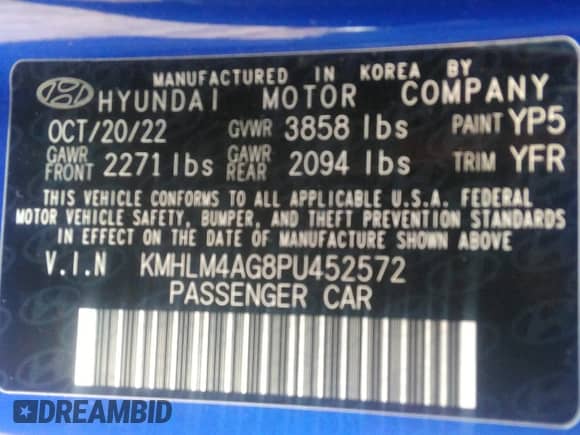 MANUFACTURED IN KOREA BY
HYUNDAI MOTOR COMPANY
OCT/20/22 GVWR 3858 lbs PAINT YP5
GAWR FRONT 2271 lbs GAWR REAR 2094 lbs TRIM YFR
THIS VEHICLE CONFORMS TO ALL APPLICABLE U.S.A. FEDERAL
MOTOR VEHICLE SAFETY, BUMPER, AND THEFT PREVENTION STANDARDS
IN EFFECT ON THE DATE OF MANUFACTURE SHOWN ABOVE
V.I.N KMHLM4AG8PU452572
PASSENGER CAR
DREAMBID